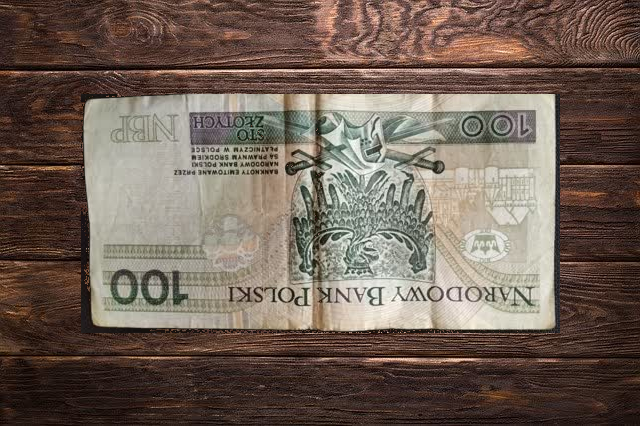 NARODOWY BANK POLSKI
100
BANKNOTY EMITOWANE PRZEZ
NARODOWY BANK POLSKI
SĄ PRAWNYM ŚRODKIEM
PŁATNICZYM W POLSCE
100
STO
ZŁOTYCH
NBP